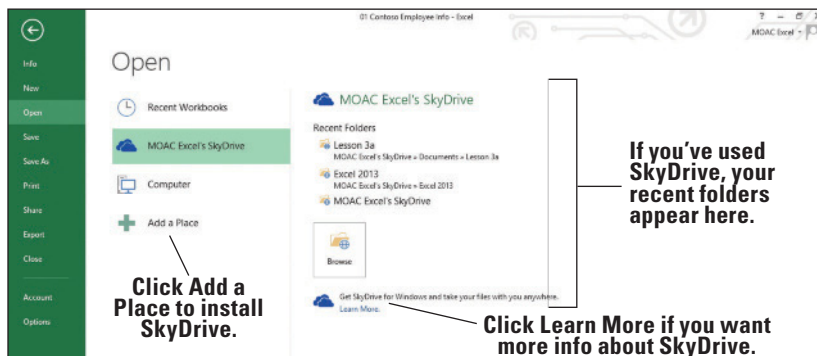 01 Contoso Employee Info - Excel
?
MOAC Excel
Info
New
Open
Save
Save As
Print
Share
Export
Close
Account
Options
Open
Recent Workbooks
MOAC Excel's SkyDrive
Computer
Add a Place
MOAC Excel's SkyDrive
Recent Folders
Lesson 3a
MOAC Excel's SkyDrive » Documents » Lesson 3a
Excel 2013
MOAC Excel's SkyDrive » Excel 2013
MOAC Excel's SkyDrive
Browse
Get SkyDrive for Windows and take your files with you anywhere.
Learn More.
If you've used
SkyDrive, your
recent folders
appear here.
Click Add a
Place to install
SkyDrive.
Click Learn More if you want
more info about SkyDrive.